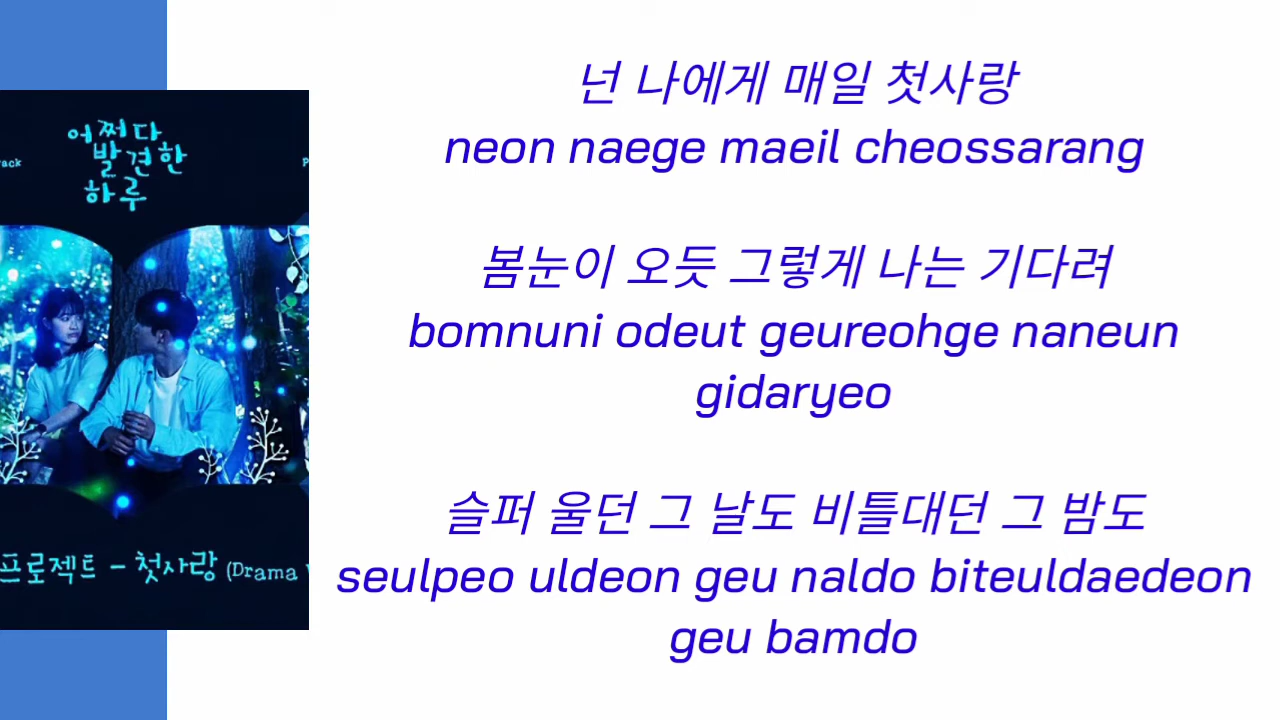 어쩌다
발견한
하루
프로젝트 - 첫사랑 (Drama
넌 나에게 매일 첫사랑
neon naege maeil cheossarang
봄눈이 오듯 그렇게 나는 기다려
bomnuni odeut geureohge naneun
gidaryeo
슬퍼 울던 그 날도 비틀대던 그 밤도
seulpeo uldeon geu naldo biteuldaedeon
geu bamdo